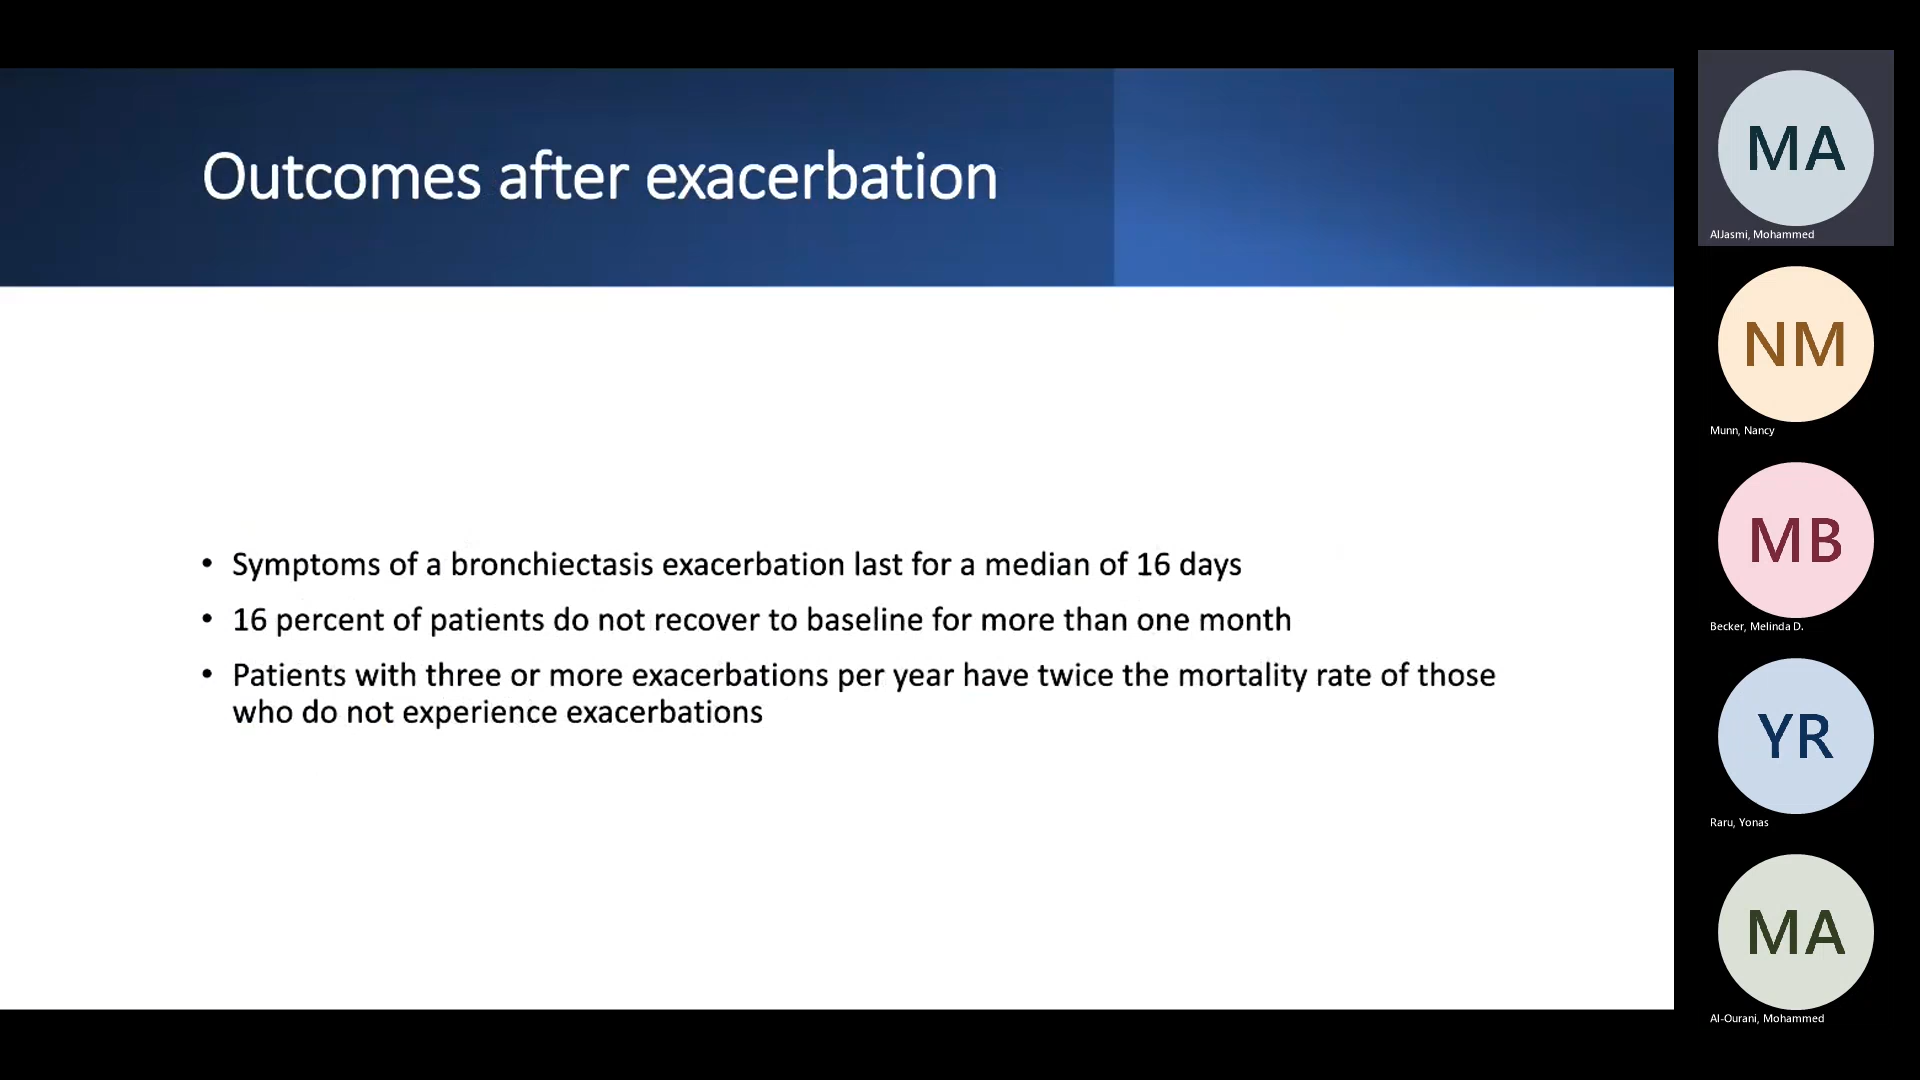 Outcomes after exacerbation
• Symptoms of a bronchiectasis exacerbation last for a median of 16 days
• 16 percent of patients do not recover to baseline for more than one month
• Patients with three or more exacerbations per year have twice the mortality rate of those
who do not experience exacerbations
MA
AlJasmi, Mohammed
NM
Munn, Nancy
MB
Becker, Melinda D.
YR
Raru, Yonas
MA
Al-Ourani, Mohammed